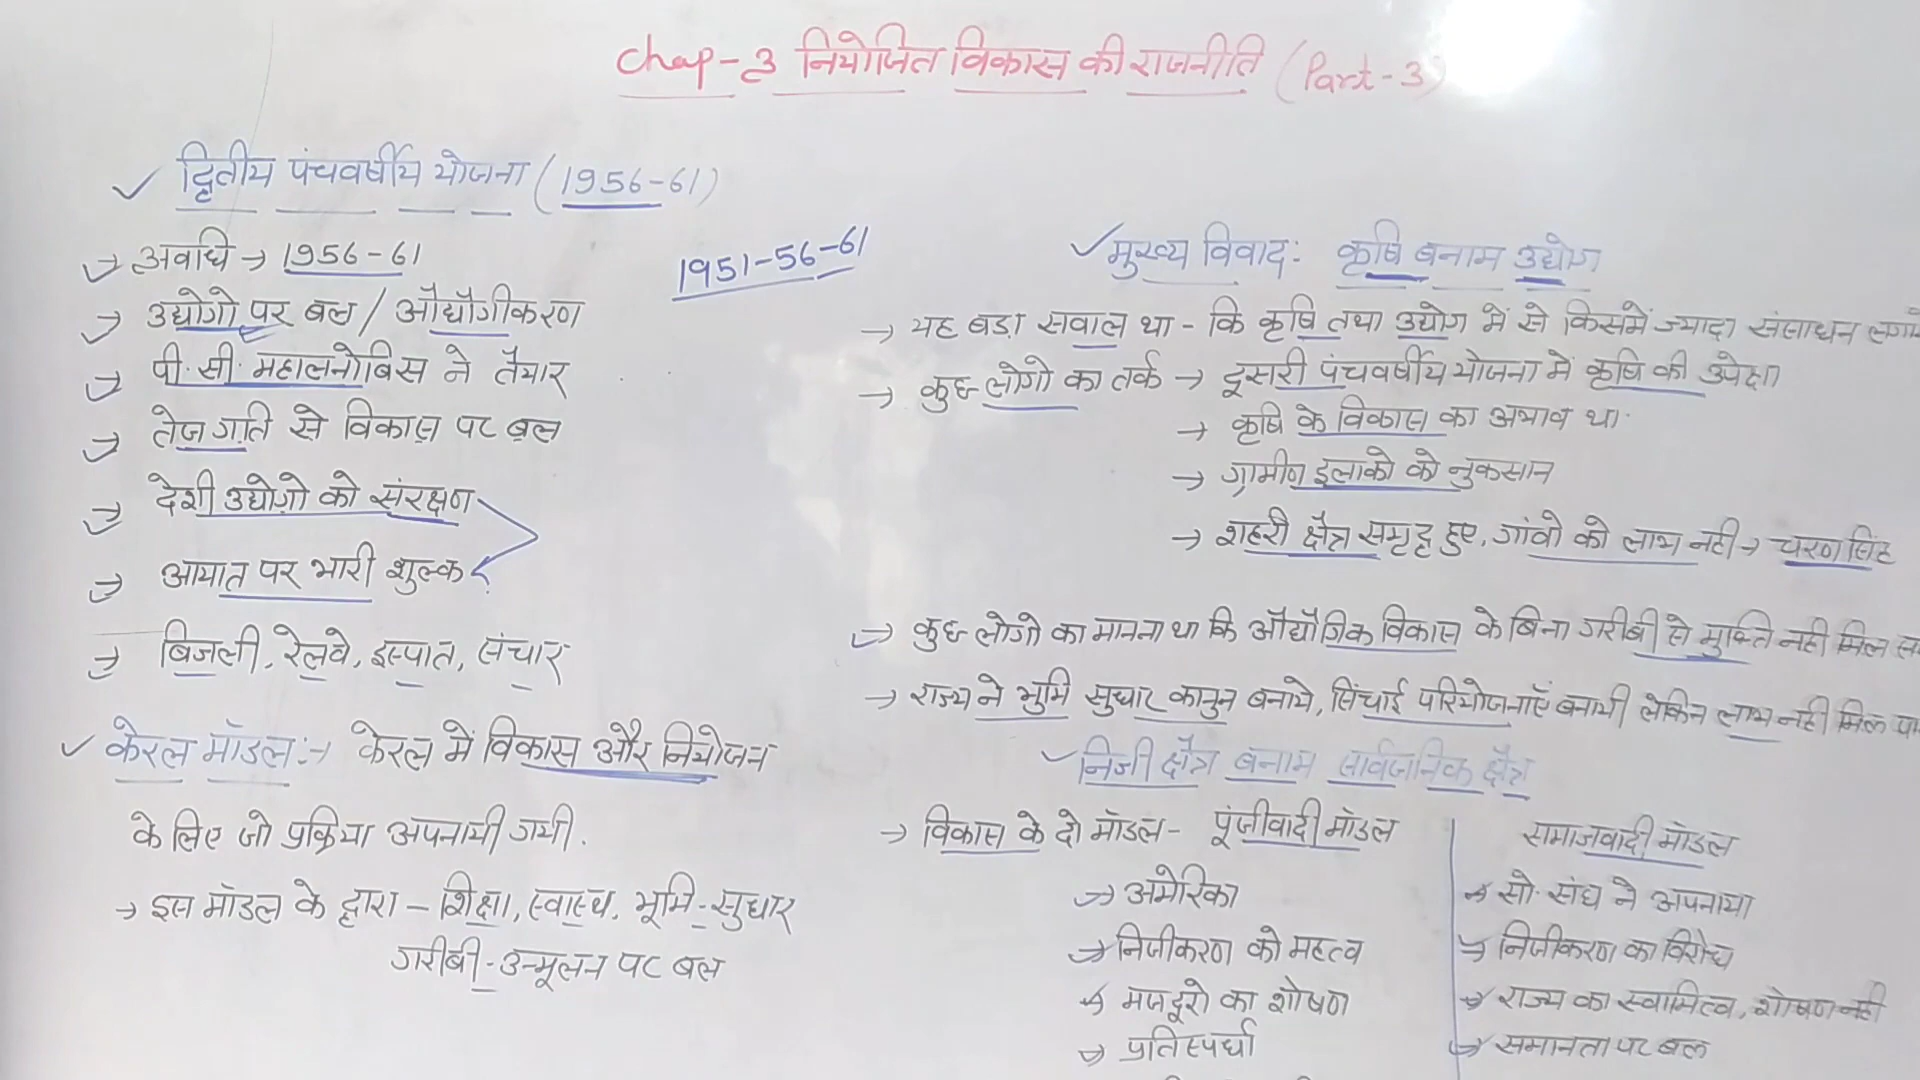 Chap-3 नियोजित विकास की राजनीति (Part-3)
✓ द्वितीय पंचवर्षीय योजना (1956-61)
→ अवधि → 1956-61
1951-56-61
→ उद्योगो पर बल / औद्योगीकरण
→ पी.सी. महालनोबिस ने तैयार
→ तेज गति से विकास पर बल
→ देशी उद्योगो को संरक्षण
→ आयात पर भारी शुल्क
→ बिजली, रेलवे, इस्पात, संचार
✓ केरल मॉडल :→ केरल में विकास और नियोजन
के लिए जो प्रक्रिया अपनायी गयी.
→ इस मॉडल के द्वारा – शिक्षा, स्वास्थ, भूमि-सुधार
गरीबी-उन्मूलन पर बल
✓ मुख्य विवाद: कृषि बनाम उद्योग
→ यह बड़ा सवाल था - कि कृषि तथा उद्योग में से किसमें ज्यादा संसाधन
→ कुछ लोगो का तर्क → दूसरी पंचवर्षीय योजना में कृषि की उपेक्षा
→ कृषि के विकास का अभाव था.
→ ग्रामीण इलाको को नुकसान
→ शहरी क्षेत्र समृद्ध हुए, गांवो को लाभ नही → चरण सिंह
→ कुछ लोगो का मानना था कि औद्योगिक विकास के बिना गरीबी से मुक्ति नही मिल
→ राज्य ने भुमि सुधार कानुन बनाये, सिंचाई परियोजनाएं बनायी लेकिन लाभ नही मिल
✓ निजी क्षेत्र बनाम सार्वजनिक क्षेत्र
→ विकास के दो मॉडल - पूंजीवादी मॉडल
→ अमेरिका
→ निजीकरण को महत्व
→ मजदूरो का शोषण
→ प्रतिस्पर्धा
समाजवादी मॉडल
→ सो. संघ ने अपनाया
→ निजीकरण का विरोध
→ राज्य का स्वामित्व, शोषण नही
→ समानता पर बल